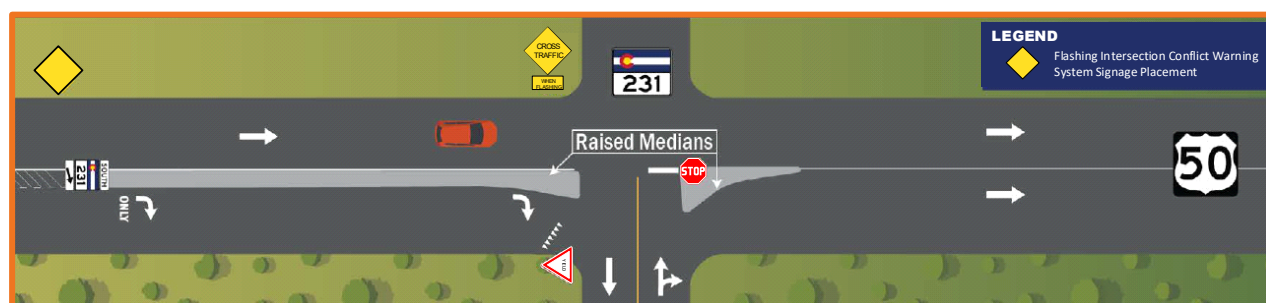 LEGEND
Flashing Intersection Conflict Warning
System Signage Placement
CROSS
TRAFFIC
WHEN
FLASHING
231
Raised Medians
STOP
50
SOUTH
231
ONLY
YIELD